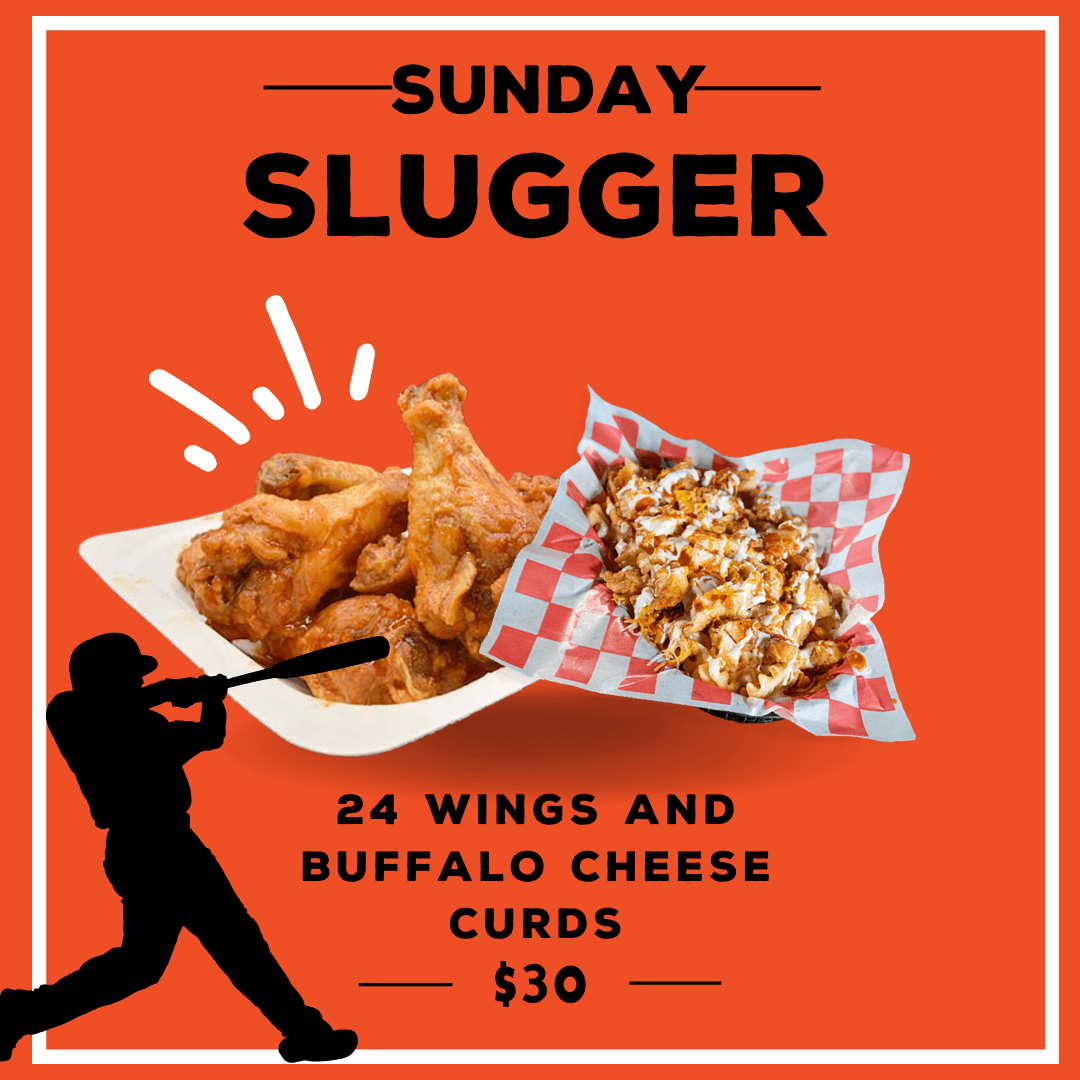 SUNDAY
SLUGGER
24 WINGS AND
BUFFALO CHEESE
CURDS
$30